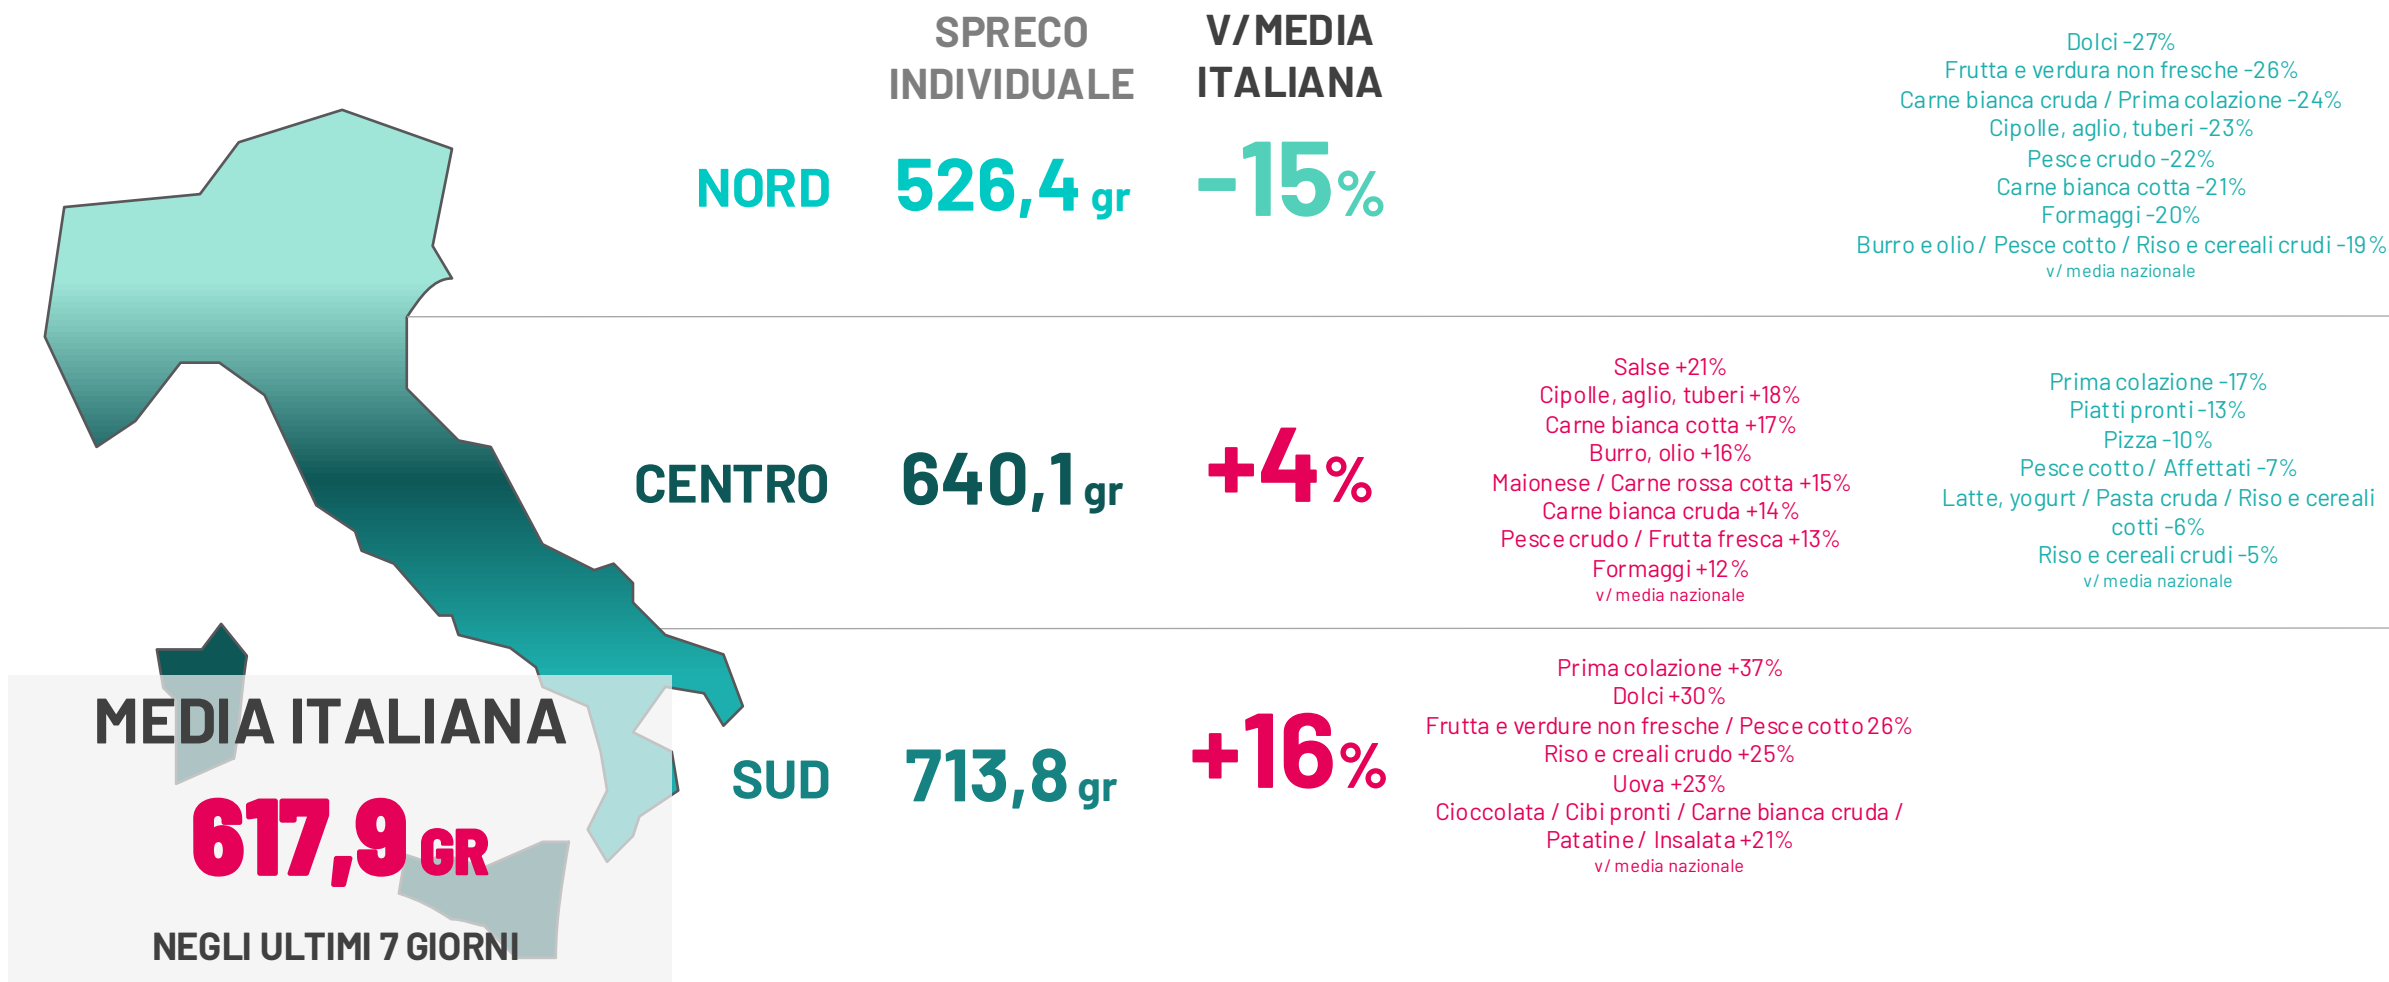 SPRECO
INDIVIDUALE
V/MEDIA
ITALIANA
NORD
526,4 gr
-15%
Dolci -27%
Frutta e verdura non fresche -26%
Carne bianca cruda / Prima colazione -24%
Cipolle, aglio, tuberi -23%
Pesce crudo -22%
Carne bianca cotta -21%
Formaggi -20%
Burro e olio / Pesce cotto / Riso e cereali crudi -19%
v/ media nazionale
CENTRO
640,1 gr
+4%
Salse +21%
Cipolle, aglio, tuberi +18%
Carne bianca cotta +17%
Burro, olio +16%
Maionese / Carne rossa cotta +15%
Carne bianca cruda +14%
Pesce crudo / Frutta fresca +13%
Formaggi +12%
v/ media nazionale
Prima colazione -17%
Piatti pronti -13%
Pizza -10%
Pesce cotto / Affettati -7%
Latte, yogurt / Pasta cruda / Riso e cereali
cotti -6%
Riso e cereali crudi -5%
v/ media nazionale
SUD
713,8 gr
+16%
Prima colazione +37%
Dolci +30%
Frutta e verdure non fresche / Pesce cotto 26%
Riso e creali crudo +25%
Uova +23%
Cioccolata / Cibi pronti / Carne bianca cruda /
Patatine / Insalata +21%
v/ media nazionale
MEDIA ITALIANA
617,9 GR
NEGLI ULTIMI 7 GIORNI